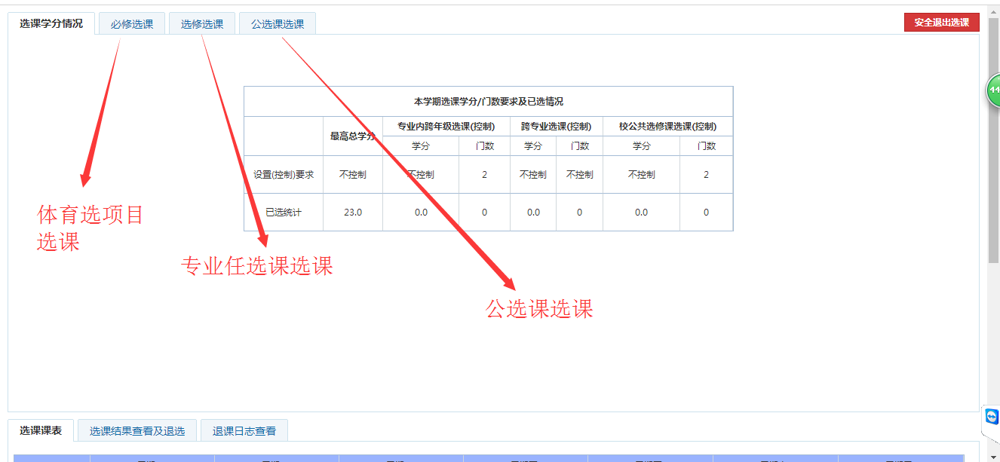 选课学分情况 必修选课 选修选课 公选课选课 安全退出选课
44
本学期选课学分/门数要求及已选情况
最高总学分 专业内跨年级选课(控制) 跨专业选课(控制) 校公共选修课选课(控制)
学分 门数 学分 门数 学分 门数
设置(控制)要求 不控制 不控制 2 不控制 不控制 不控制 2
已选统计 23.0 0.0 0 0.0 0 0.0 0
体育选项目
选课
专业任选课选课
公选课选课
选课课表 选课结果查看及退选 退课日志查看